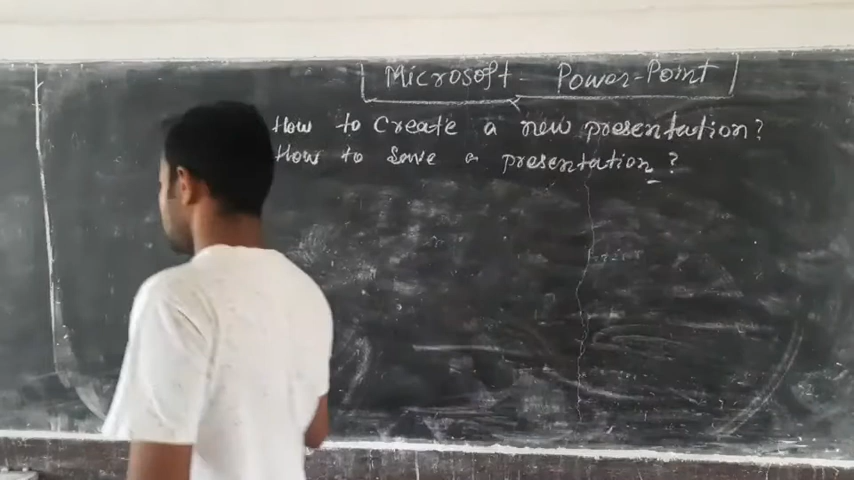 Microsoft - Power-Point
How to create a new presentation?
How to Save a presentation?